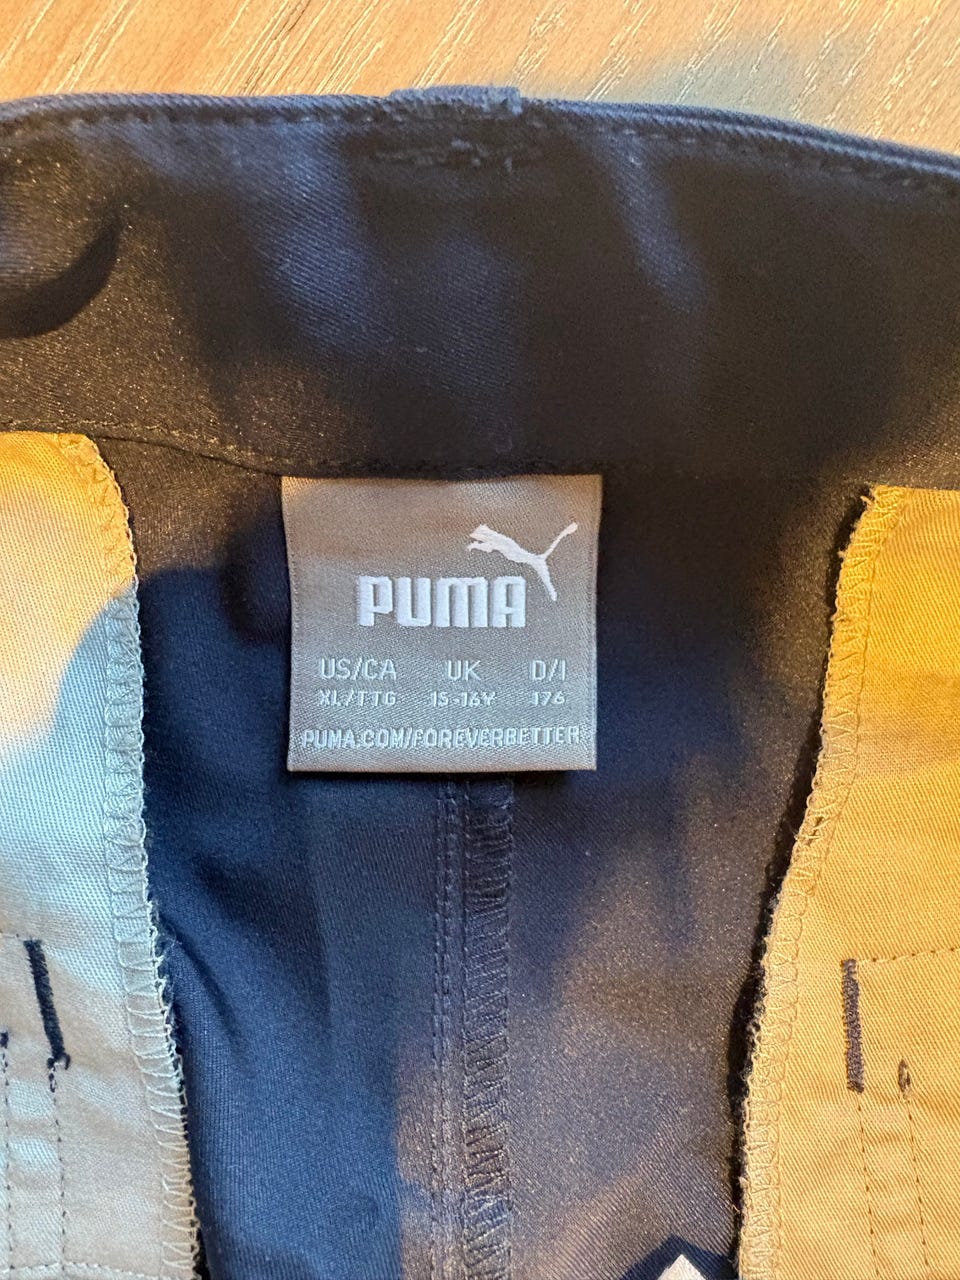 PUMA
US/CA UK D/I
XL/TTG 15-16Y 176
PUMA.COM/FOREVERBETTER